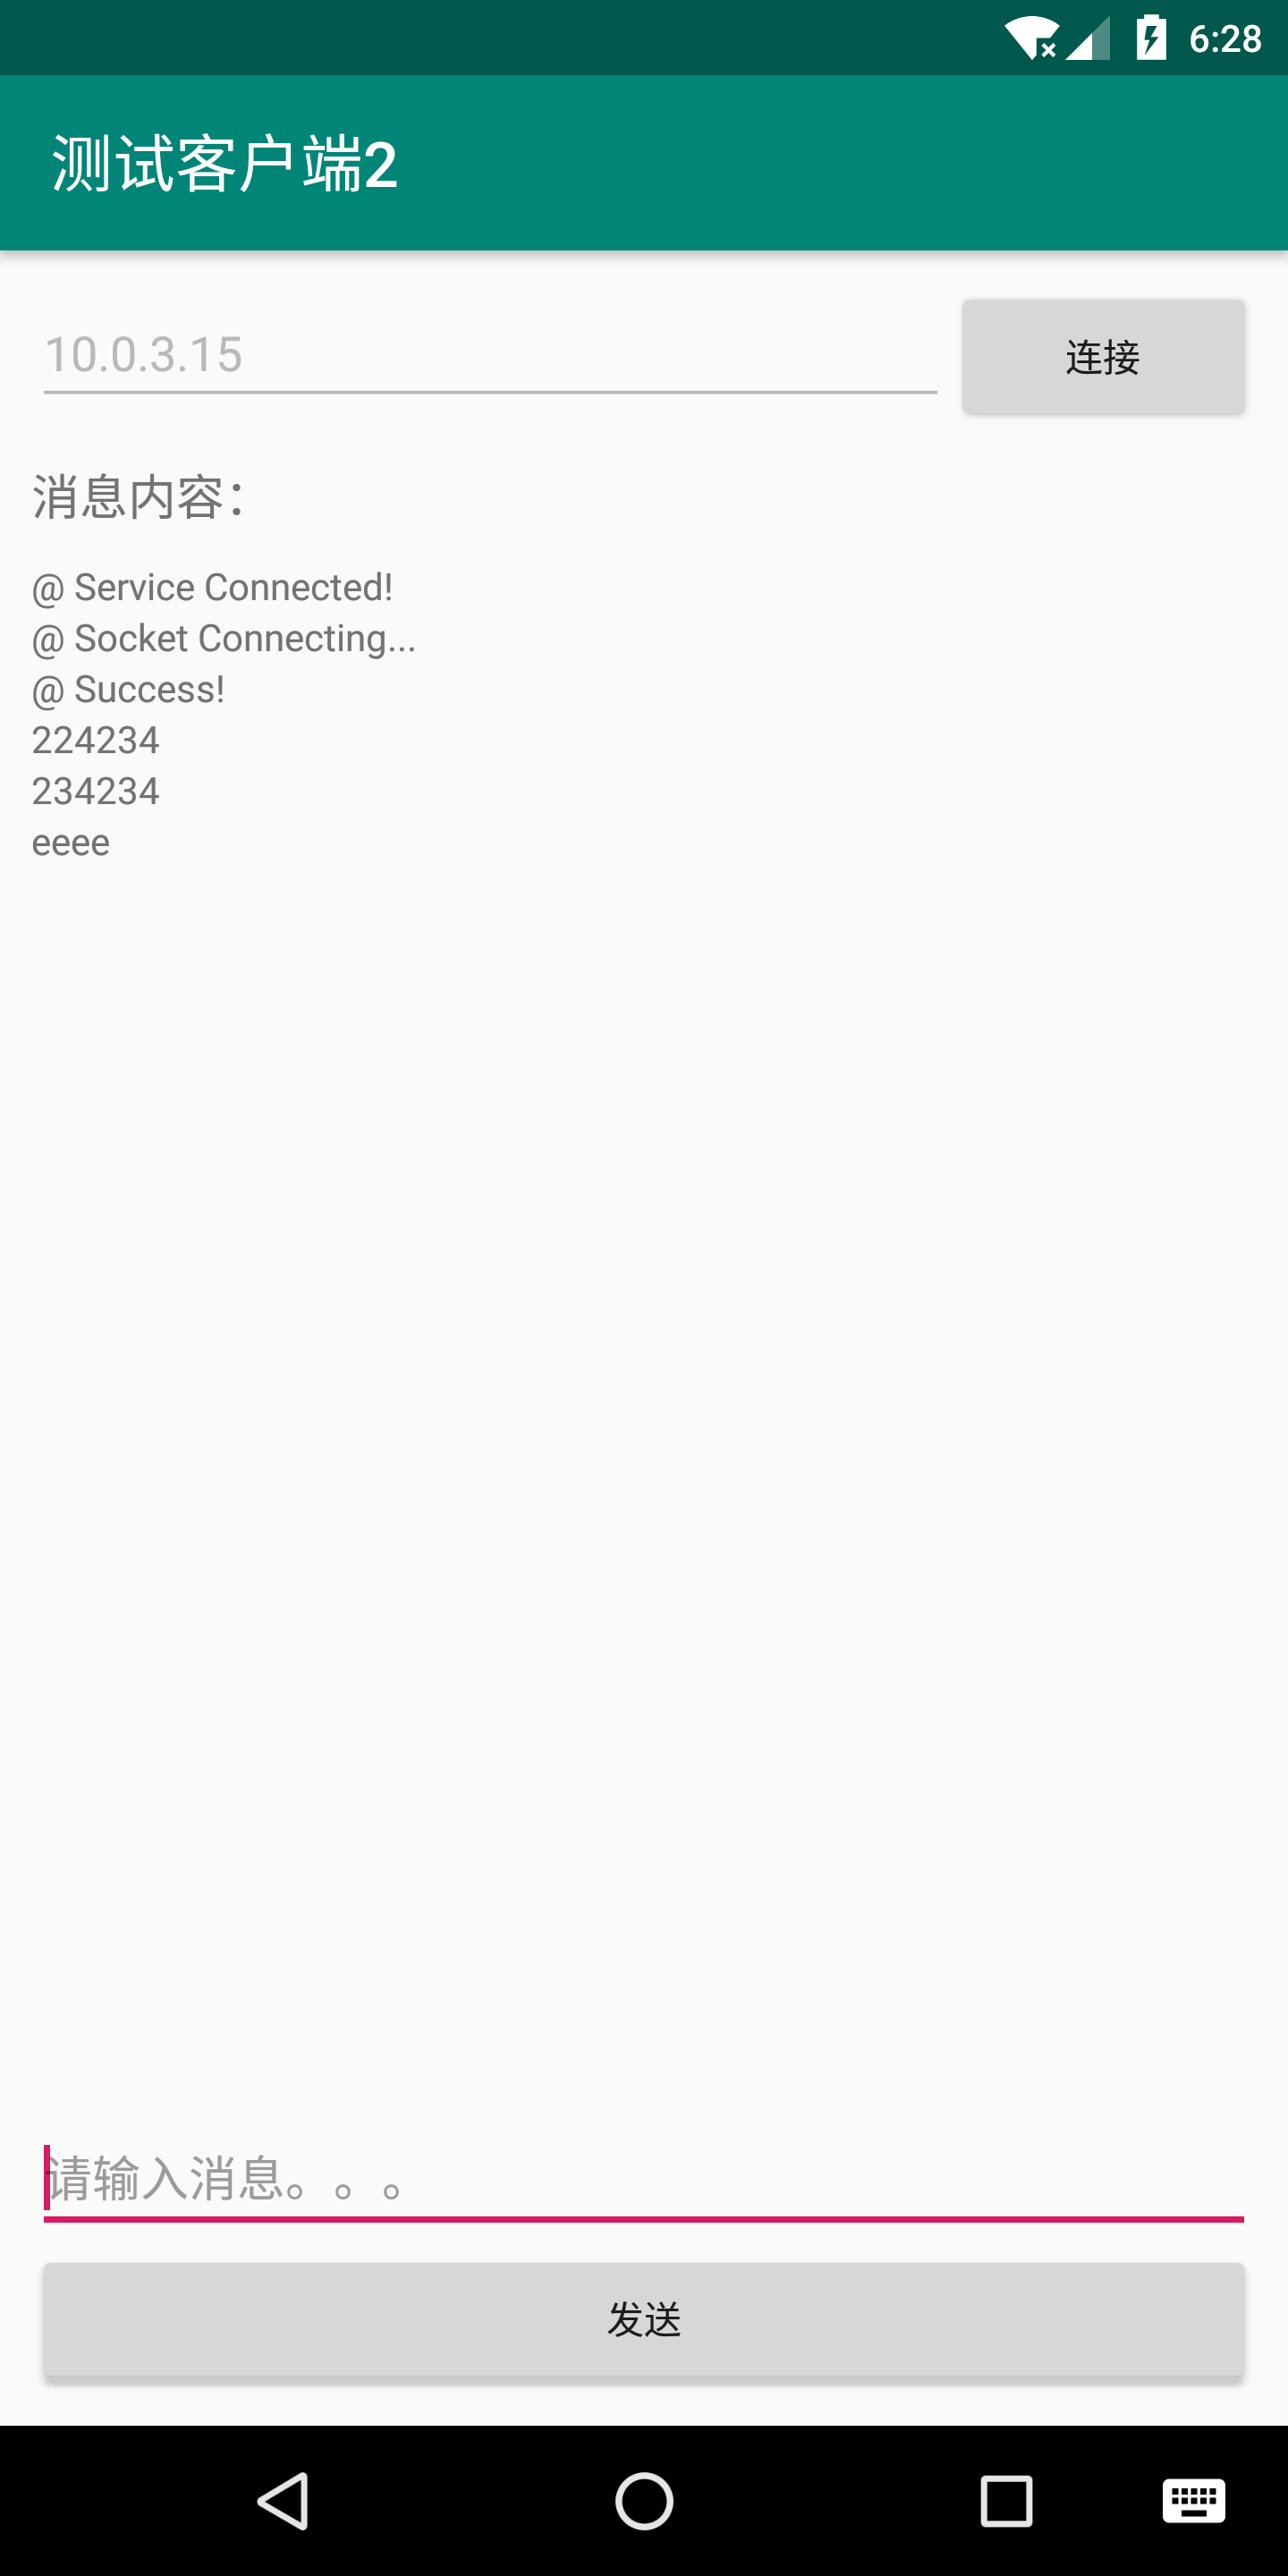 6:28
测试客户端2
10.0.3.15
连接
消息内容：
@ Service Connected!
@ Socket Connecting...
@ Success!
224234
234234
eeee
请输入消息。。。
发送